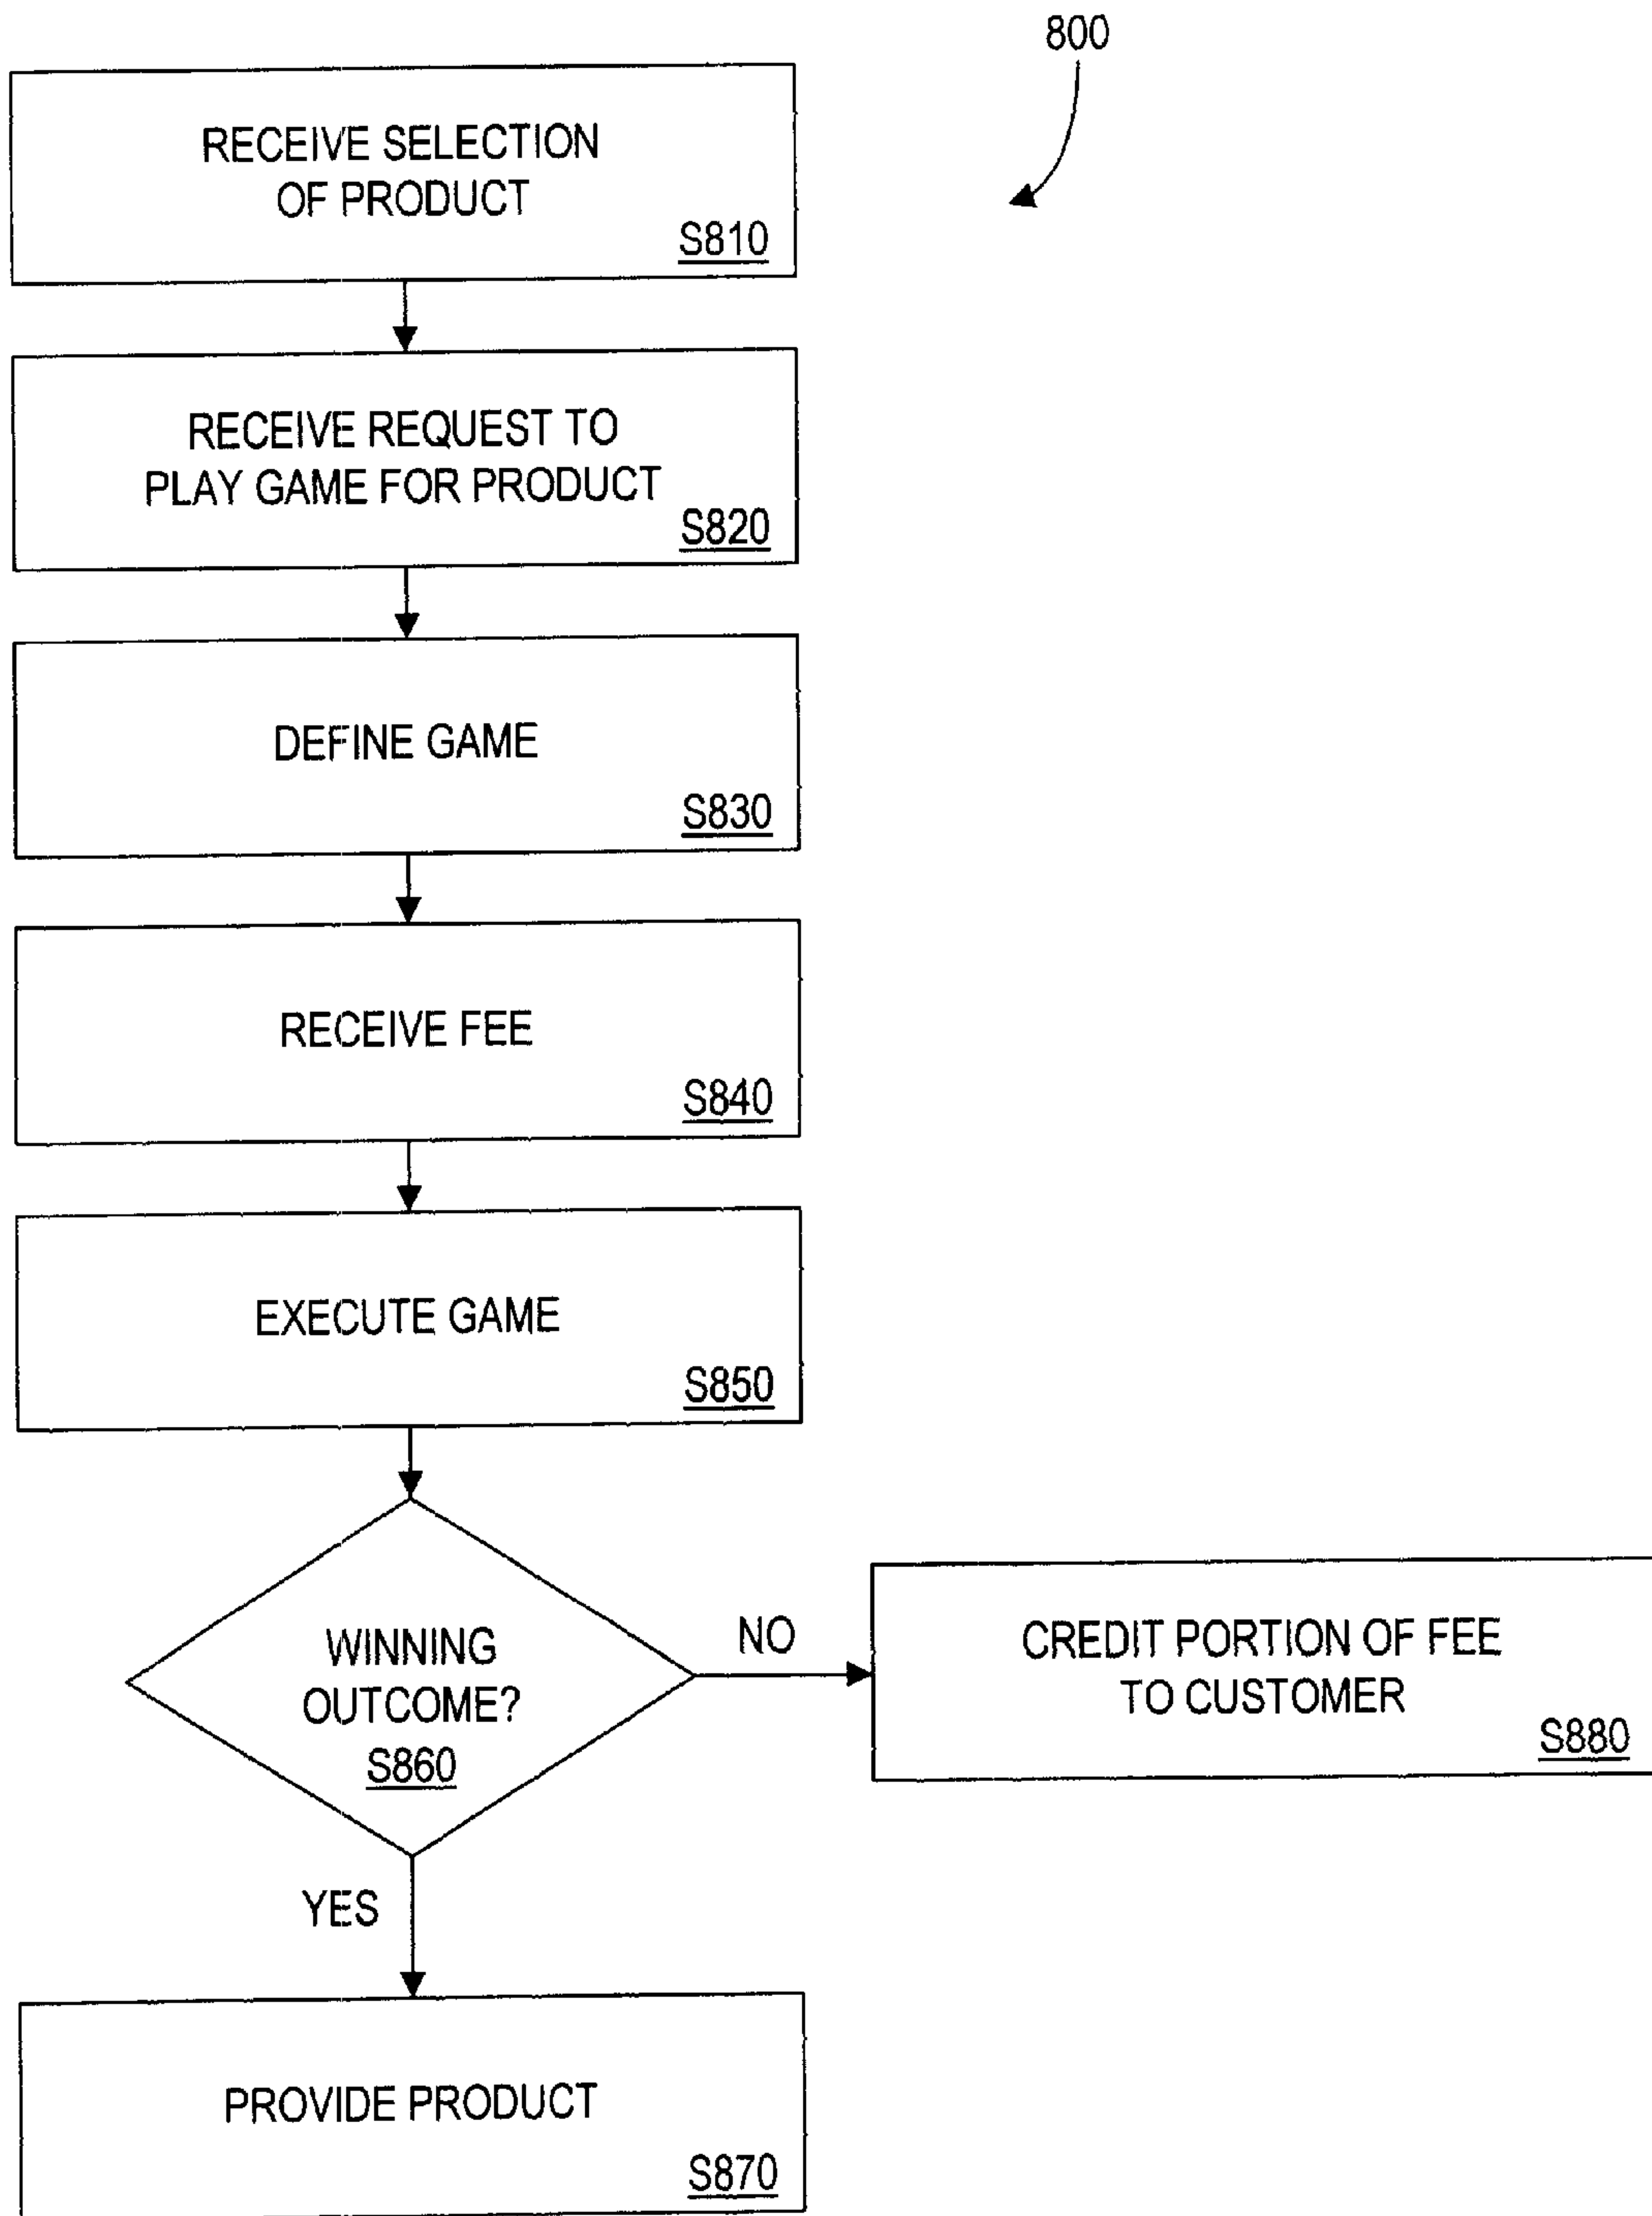 800
RECEIVE SELECTION
OF PRODUCT
S810
RECEIVE REQUEST TO
PLAY GAME FOR PRODUCT
S820
DEFINE GAME
S830
RECEIVE FEE
S840
EXECUTE GAME
S850
WINNING
OUTCOME?
S860
NO
CREDIT PORTION OF FEE
TO CUSTOMER
S880
YES
PROVIDE PRODUCT
S870